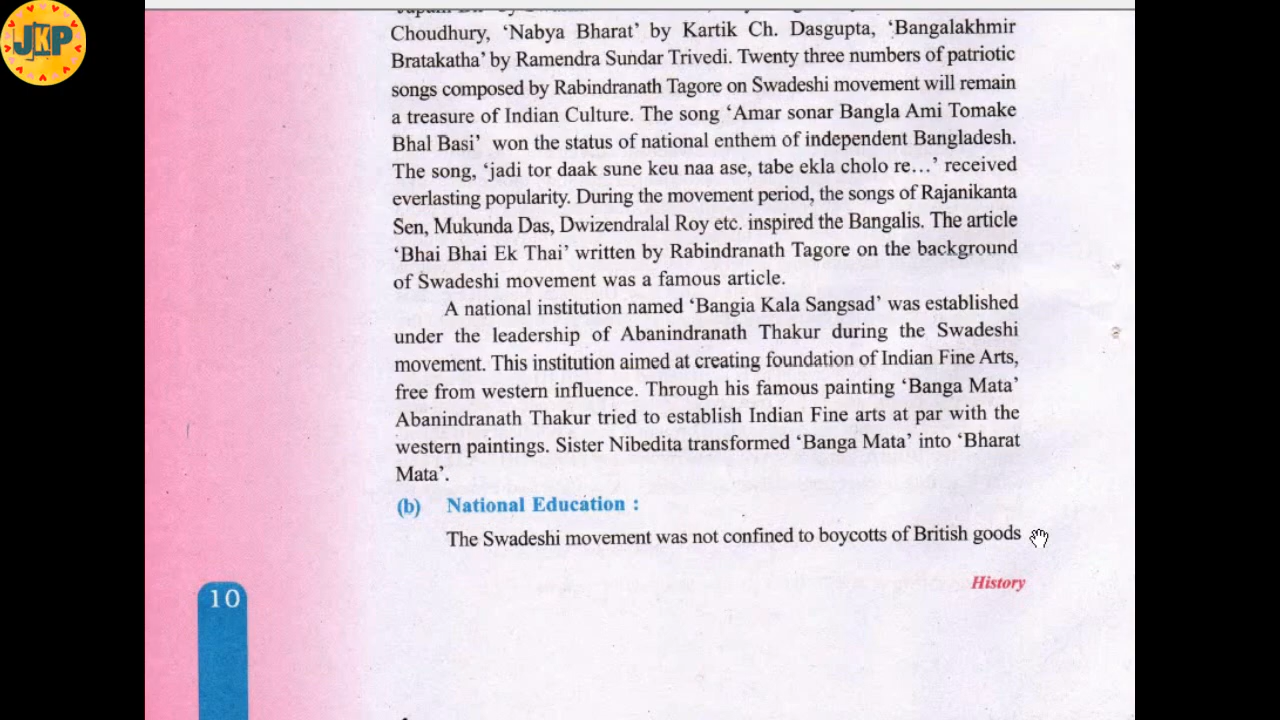 JKP
Choudhury, ‘Nabya Bharat’ by Kartik Ch. Dasgupta, ‘Bangalakhmir
Bratakatha’ by Ramendra Sundar Trivedi. Twenty three numbers of patriotic
songs composed by Rabindranath Tagore on Swadeshi movement will remain
a treasure of Indian Culture. The song ‘Amar sonar Bangla Ami Tomake
Bhal Basi’ won the status of national enthem of independent Bangladesh.
The song, ‘jadi tor daak sune keu naa ase, tabe ekla cholo re…’ received
everlasting popularity. During the movement period, the songs of Rajanikanta
Sen, Mukunda Das, Dwizendralal Roy etc. inspired the Bangalis. The article
‘Bhai Bhai Ek Thai’ written by Rabindranath Tagore on the background
of Swadeshi movement was a famous article.
A national institution named ‘Bangia Kala Sangsad’ was established
under the leadership of Abanindranath Thakur during the Swadeshi
movement. This institution aimed at creating foundation of Indian Fine Arts,
free from western influence. Through his famous painting ‘Banga Mata’
Abanindranath Thakur tried to establish Indian Fine arts at par with the
western paintings. Sister Nibedita transformed ‘Banga Mata’ into ‘Bharat
Mata’.
(b) National Education :
The Swadeshi movement was not confined to boycotts of British goods
History
10